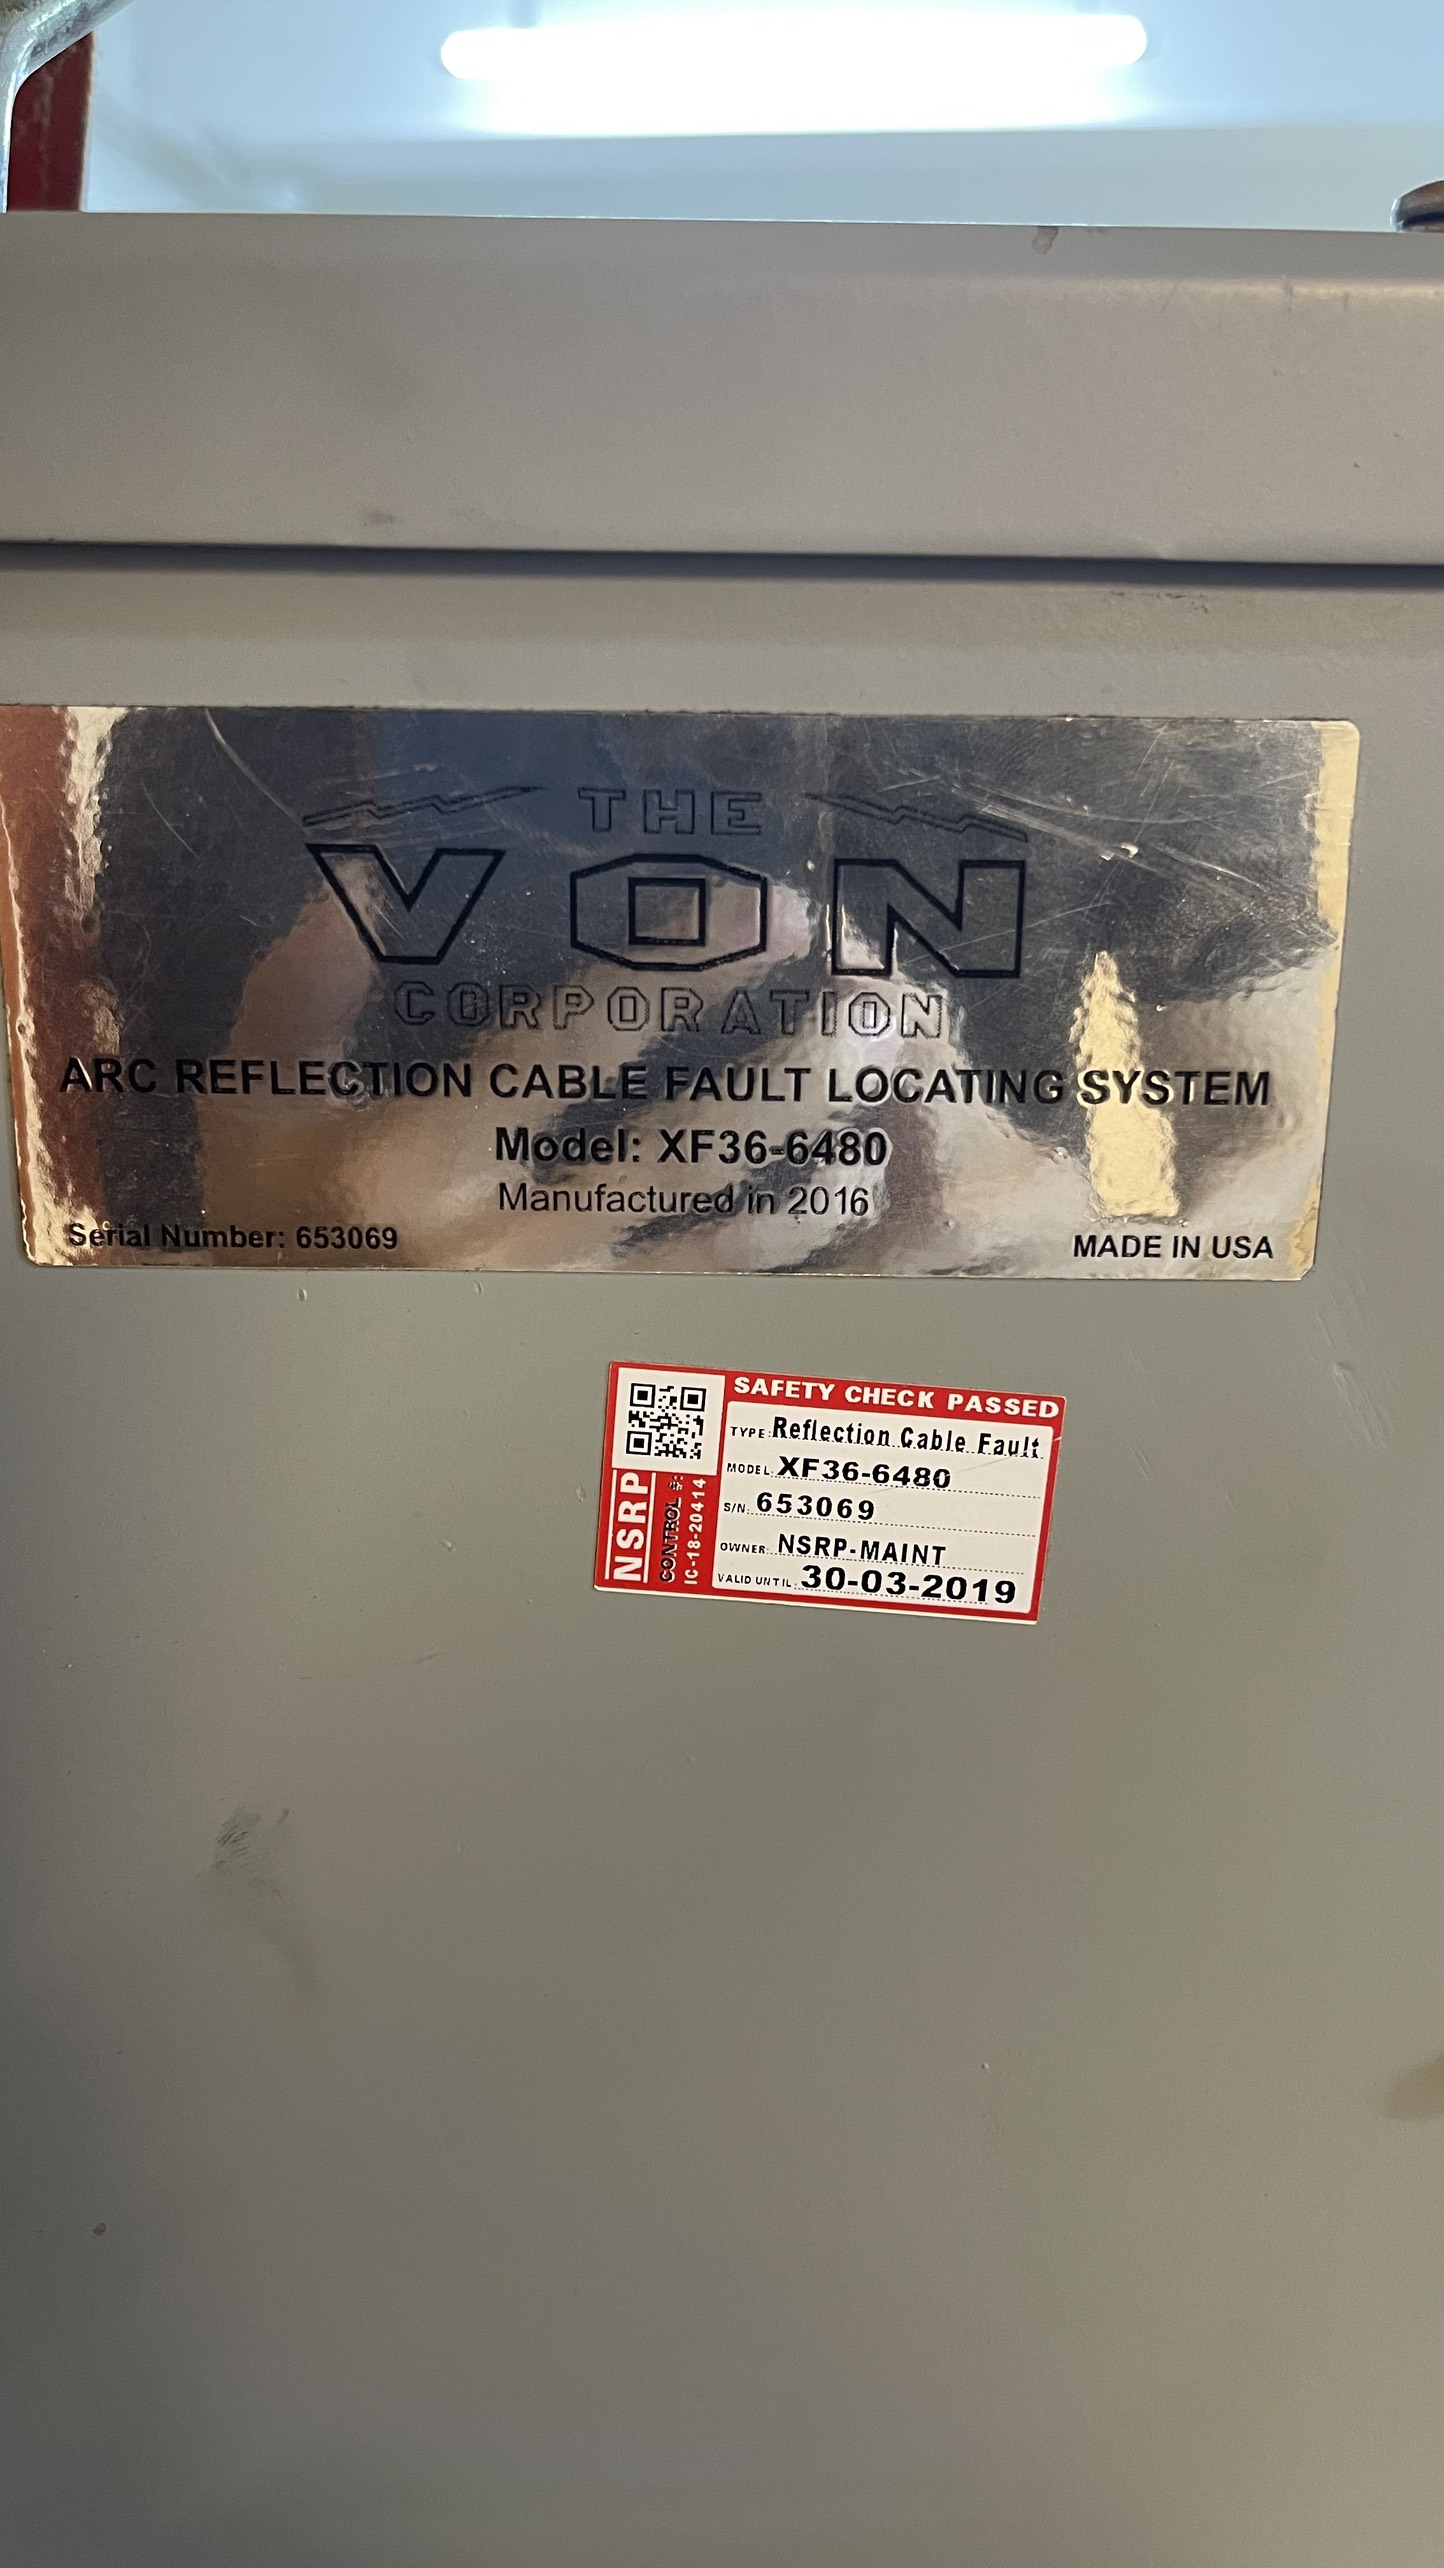 THE
VON
CORPORATION
ARC REFLECTION CABLE FAULT LOCATING SYSTEM
Model: XF36-6480
Manufactured in 2016
Serial Number: 653069
MADE IN USA
SAFETY CHECK PASSED
TYPE: Reflection Cable Fault
MODEL: XF36-6480
S/N: 653069
OWNER: NSRP-MAINT
VALID UNTIL: 30-03-2019
NSRP
CONTROL #:
IC-18-20414